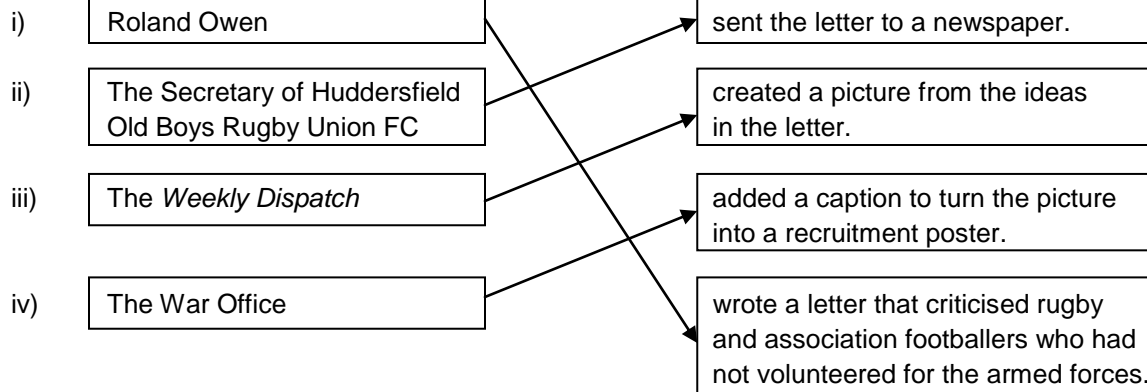 i) Roland Owen
sent the letter to a newspaper.
ii) The Secretary of Huddersfield
Old Boys Rugby Union FC
created a picture from the ideas
in the letter.
iii) The Weekly Dispatch
added a caption to turn the picture
into a recruitment poster.
iv) The War Office
wrote a letter that criticised rugby
and association footballers who had
not volunteered for the armed forces.